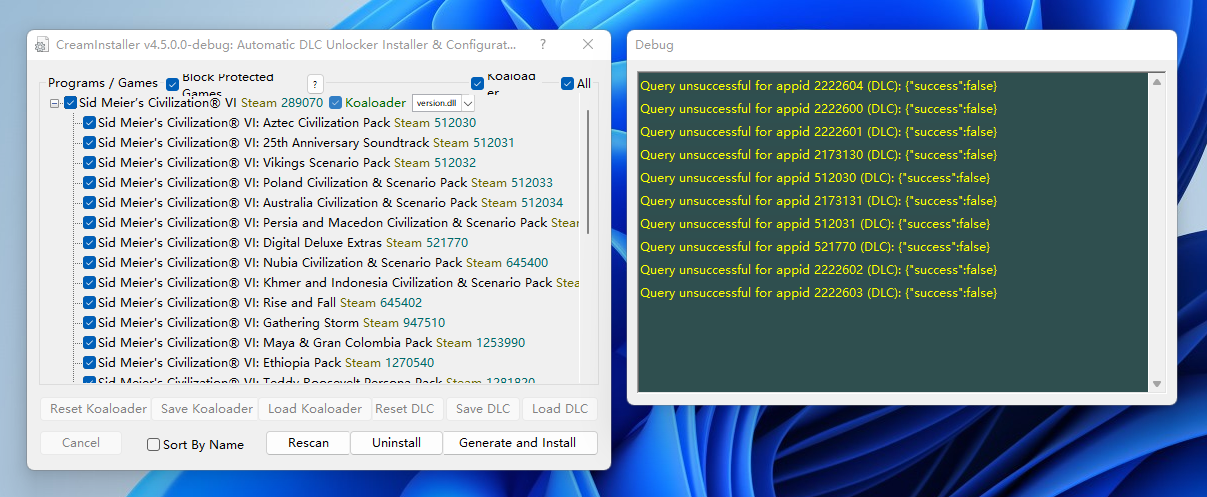 CreamInstaller v4.5.0.0-debug: Automatic DLC Unlocker Installer & Configurat...
?
Programs / Games
Block Protected Games
?
Koaloader
All
Sid Meier's Civilization® VI Steam 289070 Koaloader version.dll
Sid Meier's Civilization® VI: Aztec Civilization Pack Steam 512030
Sid Meier's Civilization® VI: 25th Anniversary Soundtrack Steam 512031
Sid Meier's Civilization® VI: Vikings Scenario Pack Steam 512032
Sid Meier's Civilization® VI: Poland Civilization & Scenario Pack Steam 512033
Sid Meier's Civilization® VI: Australia Civilization & Scenario Pack Steam 512034
Sid Meier's Civilization® VI: Persia and Macedon Civilization & Scenario Pack Stear
Sid Meier's Civilization® VI: Digital Deluxe Extras Steam 521770
Sid Meier's Civilization® VI: Nubia Civilization & Scenario Pack Steam 645400
Sid Meier's Civilization® VI: Khmer and Indonesia Civilization & Scenario Pack Stea
Sid Meier's Civilization® VI: Rise and Fall Steam 645402
Sid Meier's Civilization® VI: Gathering Storm Steam 947510
Sid Meier's Civilization® VI: Maya & Gran Colombia Pack Steam 1253990
Sid Meier's Civilization® VI: Ethiopia Pack Steam 1270540
Sid Meier's Civilization® VI: Teddy Roosevelt Persona Pack Steam 1281820
Reset Koaloader Save Koaloader Load Koaloader Reset DLC Save DLC Load DLC
Cancel Sort By Name Rescan Uninstall Generate and Install
Debug
Query unsuccessful for appid 2222604 (DLC): {"success":false}
Query unsuccessful for appid 2222600 (DLC): {"success":false}
Query unsuccessful for appid 2222601 (DLC): {"success":false}
Query unsuccessful for appid 2173130 (DLC): {"success":false}
Query unsuccessful for appid 512030 (DLC): {"success":false}
Query unsuccessful for appid 2173131 (DLC): {"success":false}
Query unsuccessful for appid 512031 (DLC): {"success":false}
Query unsuccessful for appid 521770 (DLC): {"success":false}
Query unsuccessful for appid 2222602 (DLC): {"success":false}
Query unsuccessful for appid 2222603 (DLC): {"success":false}